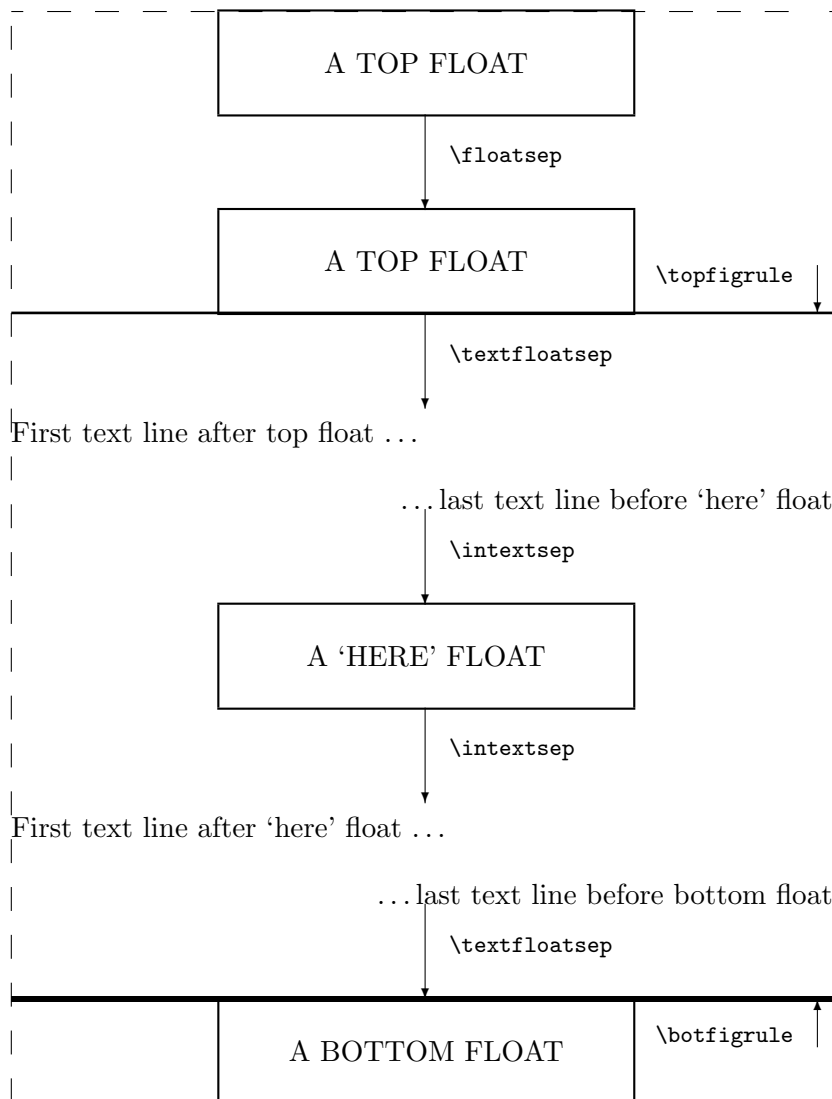 A TOP FLOAT
\floatsep
A TOP FLOAT
\topfigrule
\textfloatsep
First text line after top float ...
...last text line before ‘here’ float
\intextsep
A ‘HERE’ FLOAT
\intextsep
First text line after ‘here’ float ...
...last text line before bottom float
\textfloatsep
A BOTTOM FLOAT
\botfigrule